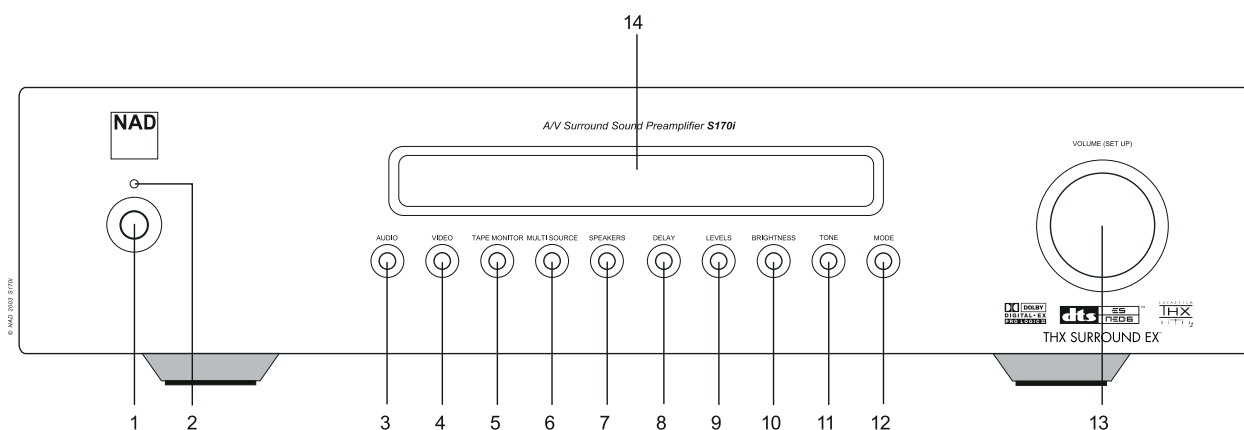 14
NAD
A/V Surround Sound Preamplifier S170i
VOLUME (SET UP)
AUDIO VIDEO TAPE MONITOR MULTI SOURCE SPEAKERS DELAY LEVELS BRIGHTNESS TONE MODE
© NAD 2003 S170i
DOLBY
DIGITAL·EX
PRO LOGIC II
dts ES
NEO:6
LUCASFILM
THX
THX SURROUND EX
1 2 3 4 5 6 7 8 9 10 11 12 13